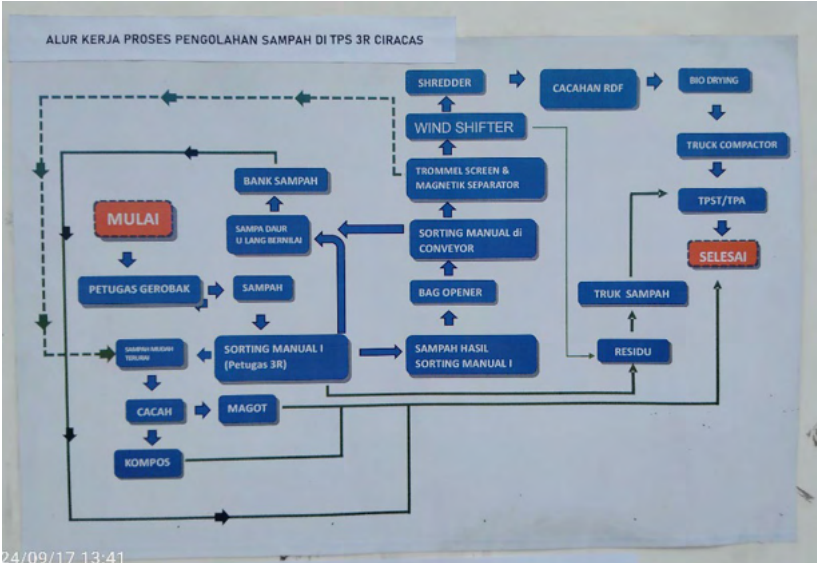 ALUR KERJA PROSES PENGOLAHAN SAMPAH DI TPS 3R CIRACAS
SHREDDER
CACAHAN RDF
BIO DRYING
WIND SHIFTER
TRUCK COMPACTOR
BANK SAMPAH
TROMMEL SCREEN &
MAGNETIK SEPARATOR
TPST/TPA
MULAI
SAMPA DAUR
U LANG BERNILAI
SORTING MANUAL di
CONVEYOR
SELESAI
PETUGAS GEROBAK
SAMPAH
BAG OPENER
TRUK SAMPAH
SAMPAH MUDAH
TERURAI
SORTING MANUAL I
(Petugas 3R)
SAMPAH HASIL
SORTING MANUAL I
RESIDU
CACAH
MAGOT
KOMPOS
24/09/17 13:41